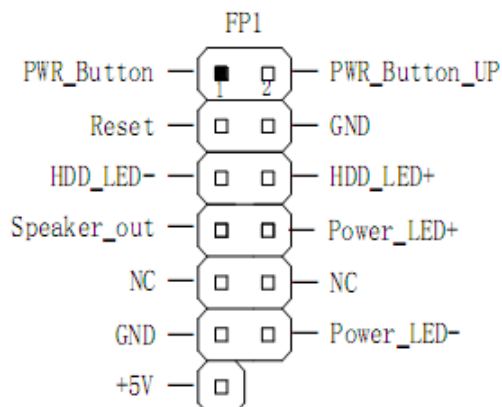 FP1
PWR_Button 1 2 PWR_Button_UP
Reset GND
HDD_LED- HDD_LED+
Speaker_out Power_LED+
NC NC
GND Power_LED-
+5V